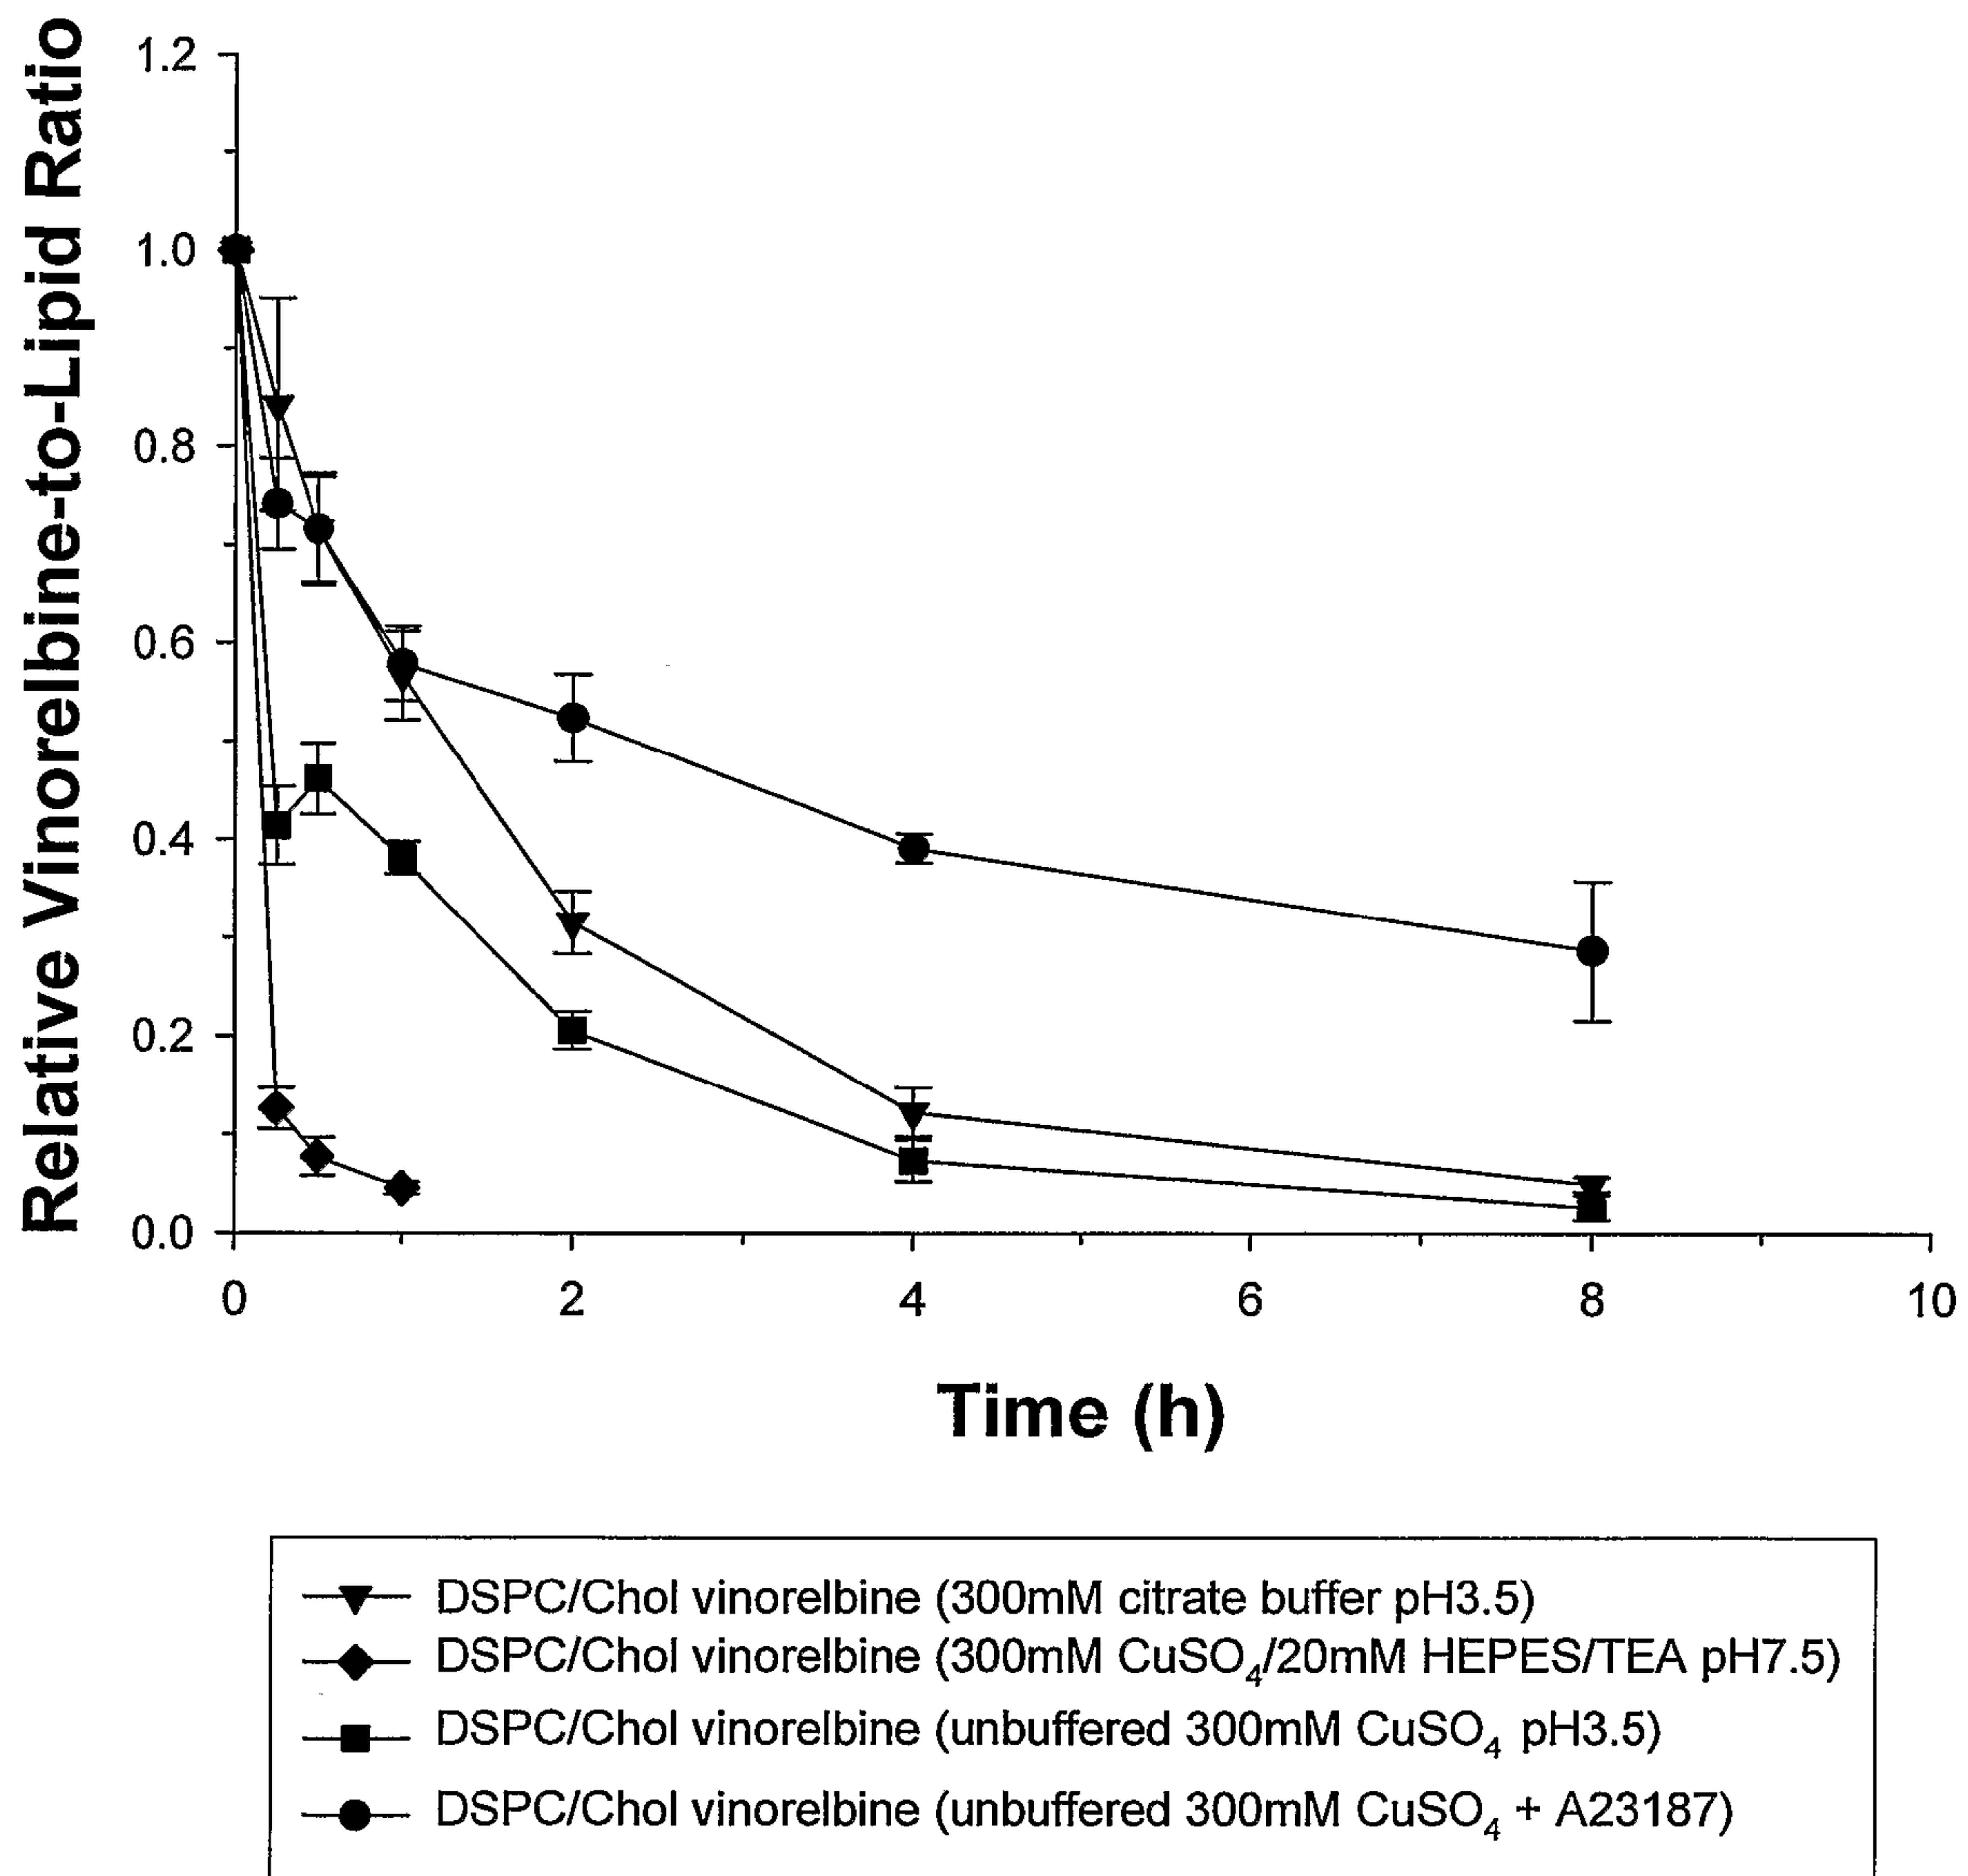 Relative Vinorelbine-to-Lipid Ratio
1.2
1.0
0.8
0.6
0.4
0.2
0.0
0 2 4 6 8 10
Time (h)
DSPC/Chol vinorelbine (300mM citrate buffer pH3.5)
DSPC/Chol vinorelbine (300mM CuSO₄/20mM HEPES/TEA pH7.5)
DSPC/Chol vinorelbine (unbuffered 300mM CuSO₄ pH3.5)
DSPC/Chol vinorelbine (unbuffered 300mM CuSO₄ + A23187)